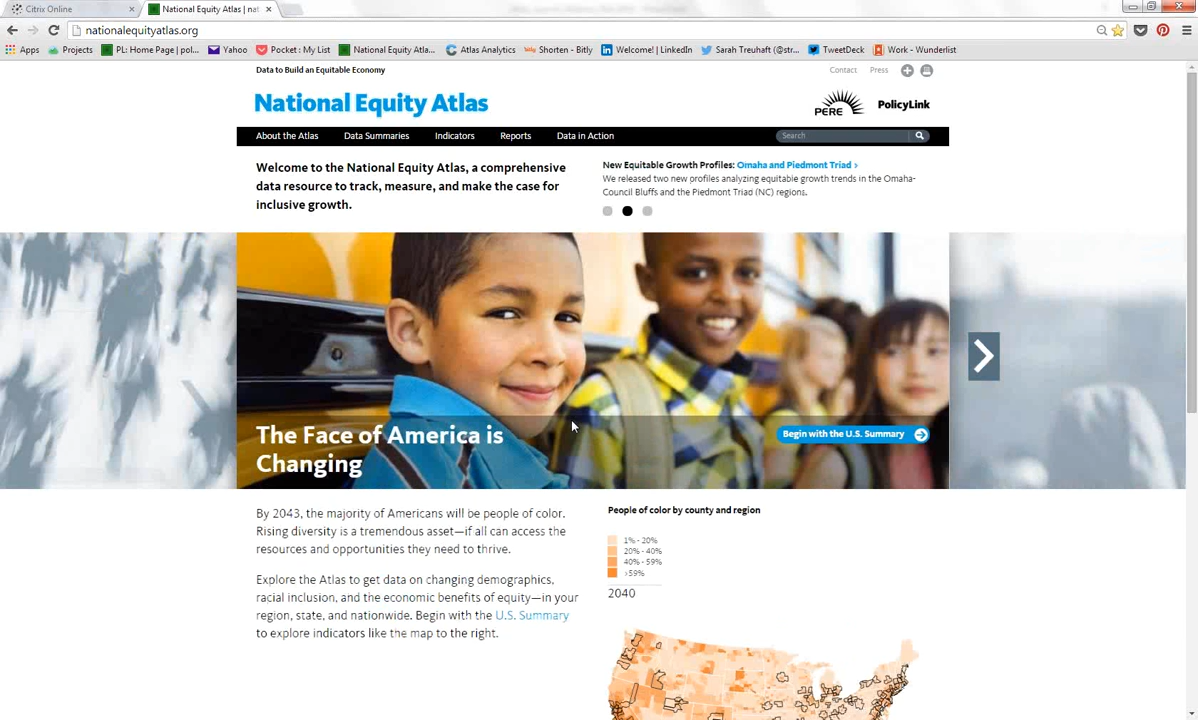 Citrix Online
National Equity Atlas | nat
nationalequityatlas.org
Apps
Projects
PL: Home Page | pol...
Yahoo
Pocket : My List
National Equity Atla...
Atlas Analytics
Shorten - Bitly
Welcome! | LinkedIn
Sarah Treuhaft (@str...
TweetDeck
Work - Wunderlist
Data to Build an Equitable Economy
Contact
Press
National Equity Atlas
PERE
PolicyLink
About the Atlas
Data Summaries
Indicators
Reports
Data in Action
Search
Welcome to the National Equity Atlas, a comprehensive
data resource to track, measure, and make the case for
inclusive growth.
New Equitable Growth Profiles: Omaha and Piedmont Triad >
We released two new profiles analyzing equitable growth trends in the Omaha-
Council Bluffs and the Piedmont Triad (NC) regions.
The Face of America is
Changing
Begin with the U.S. Summary
By 2043, the majority of Americans will be people of color.
Rising diversity is a tremendous asset—if all can access the
resources and opportunities they need to thrive.
Explore the Atlas to get data on changing demographics,
racial inclusion, and the economic benefits of equity—in your
region, state, and nationwide. Begin with the U.S. Summary
to explore indicators like the map to the right.
People of color by county and region
1% - 20%
20% - 40%
40% - 59%
>59%
2040